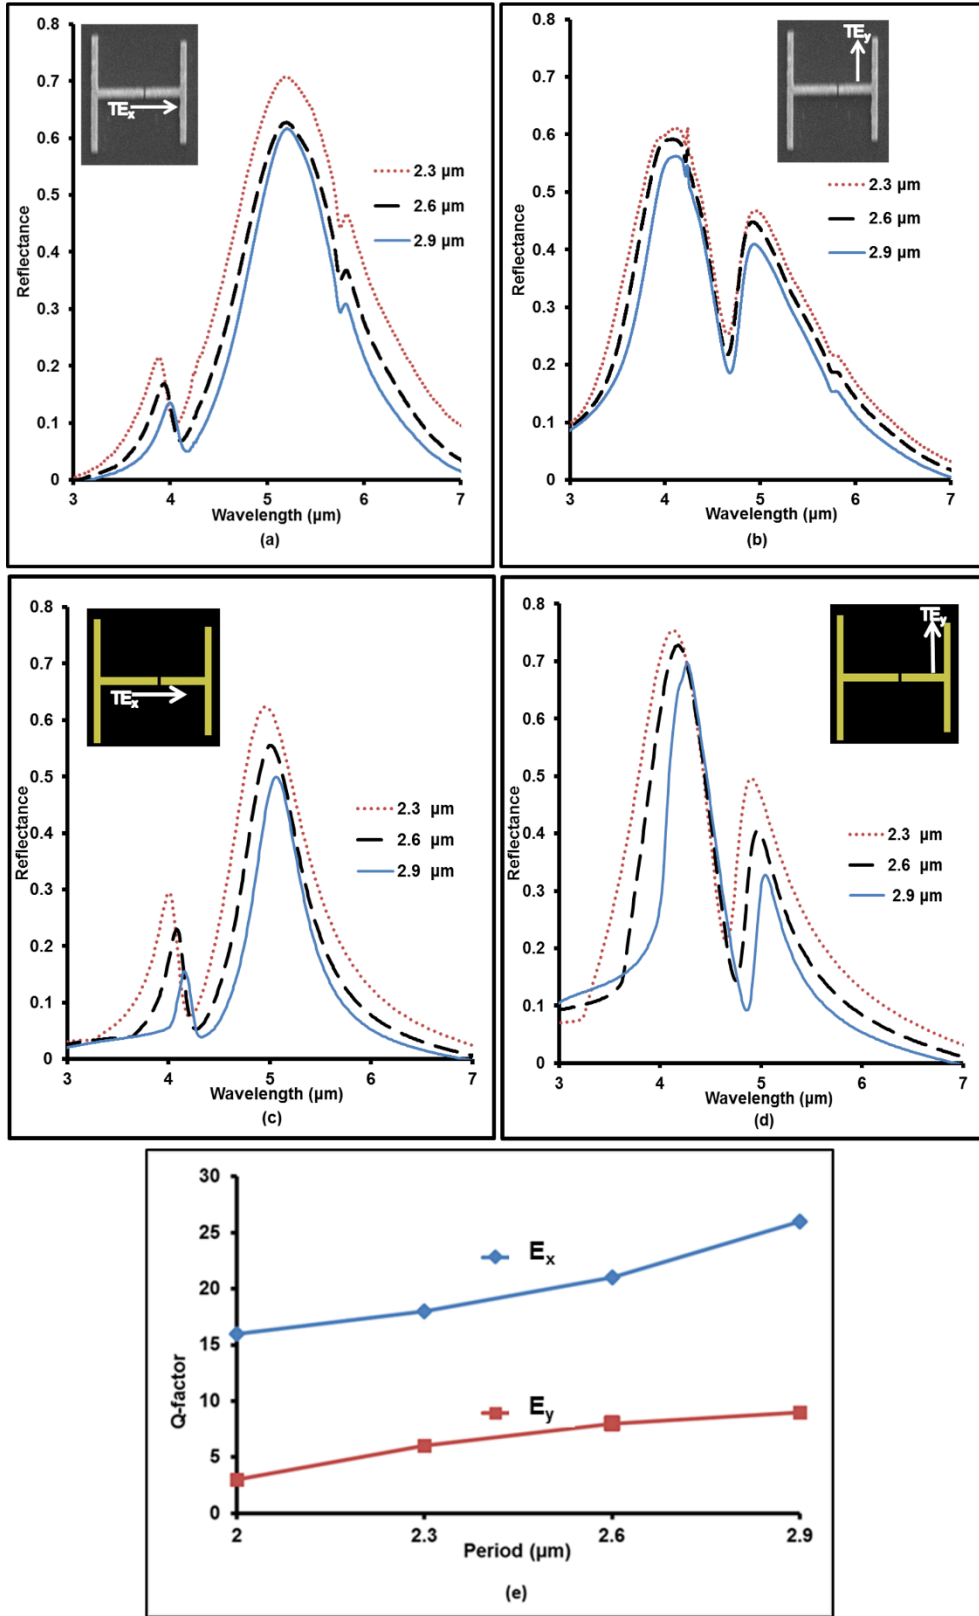 0.8
0.7
0.6
0.5
0.4
0.3
0.2
0.1
0
Reflectance
TEx
2.3 µm
2.6 µm
2.9 µm
3 4 5 6 7
Wavelength (µm)
(a)
0.8
0.7
0.6
0.5
0.4
0.3
0.2
0.1
0
Reflectance
TEy
2.3 µm
2.6 µm
2.9 µm
3 4 5 6 7
Wavelength (µm)
(b)
0.8
0.7
0.6
0.5
0.4
0.3
0.2
0.1
0
Reflectance
TEx
2.3 µm
2.6 µm
2.9 µm
3 4 5 6 7
Wavelength (µm)
(c)
0.8
0.7
0.6
0.5
0.4
0.3
0.2
0.1
0
Reflectance
TEy
2.3 µm
2.6 µm
2.9 µm
3 4 5 6 7
Wavelength (µm)
(d)
30
25
20
15
10
5
0
Q-factor
Ex
Ey
2 2.3 2.6 2.9
Period (µm)
(e)